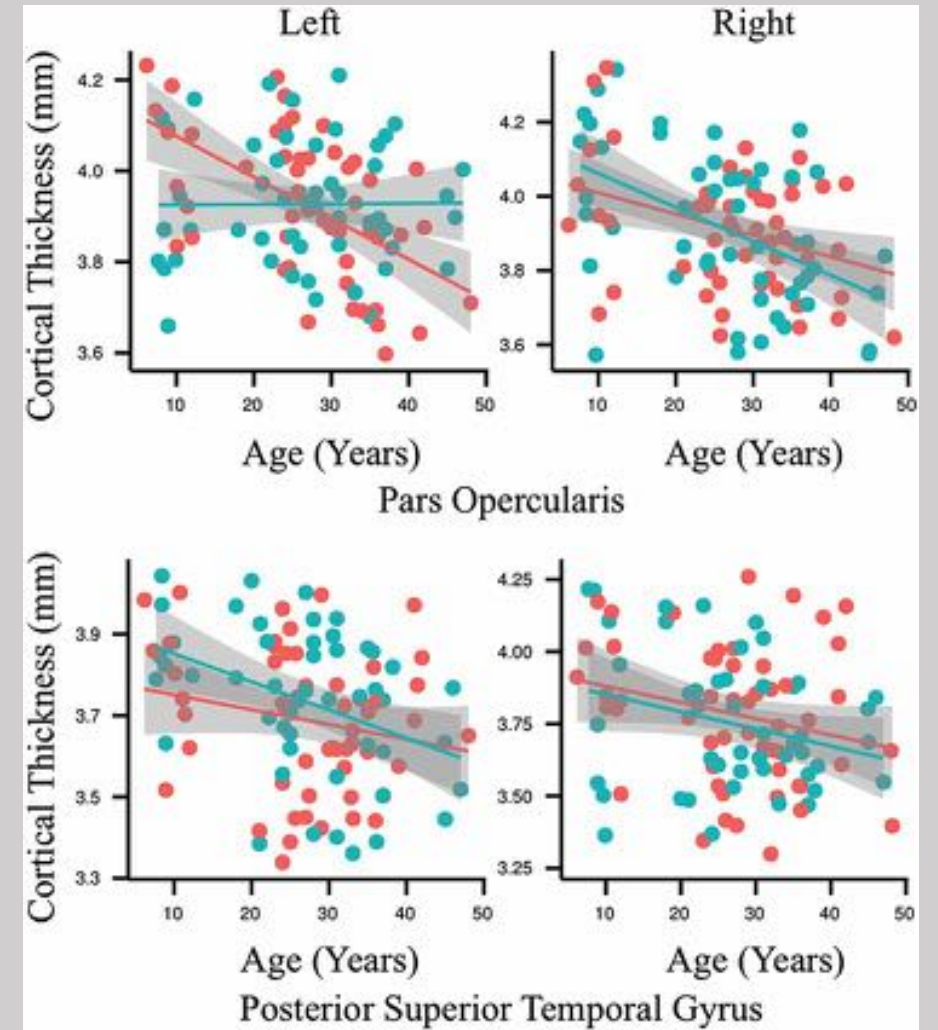 Left
Right
Cortical Thickness (mm)
4.2
4.0
3.8
3.6
10 20 30 40 50
Age (Years)
4.2
4.0
3.8
3.6
10 20 30 40 50
Age (Years)
Pars Opercularis
Cortical Thickness (mm)
3.9
3.7
3.5
3.3
10 20 30 40 50
Age (Years)
4.25
4.00
3.75
3.50
3.25
10 20 30 40 50
Age (Years)
Posterior Superior Temporal Gyrus